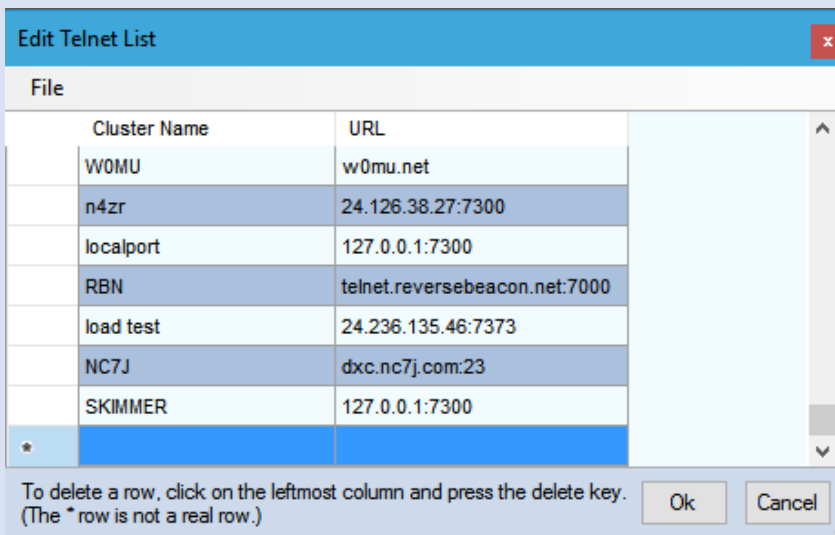 Edit Telnet List
x
File
Cluster Name URL
W0MU w0mu.net
n4zr 24.126.38.27:7300
localport 127.0.0.1:7300
RBN telnet.reversebeacon.net:7000
load test 24.236.135.46:7373
NC7J dxc.nc7j.com:23
SKIMMER 127.0.0.1:7300
*
To delete a row, click on the leftmost column and press the delete key.
(The * row is not a real row.)
Ok Cancel